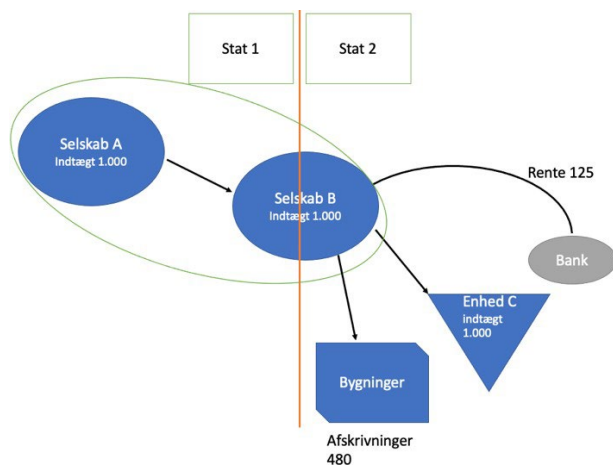 Stat 1
Stat 2
Selskab A
Indtægt 1.000
Selskab B
Indtægt 1.000
Rente 125
Bank
Enhed C
indtægt
1.000
Bygninger
Afskrivninger
480